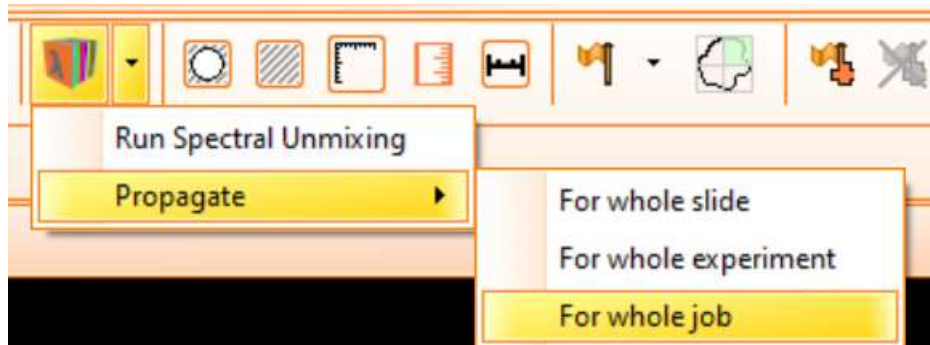 Run Spectral Unmixing
Propagate
For whole slide
For whole experiment
For whole job